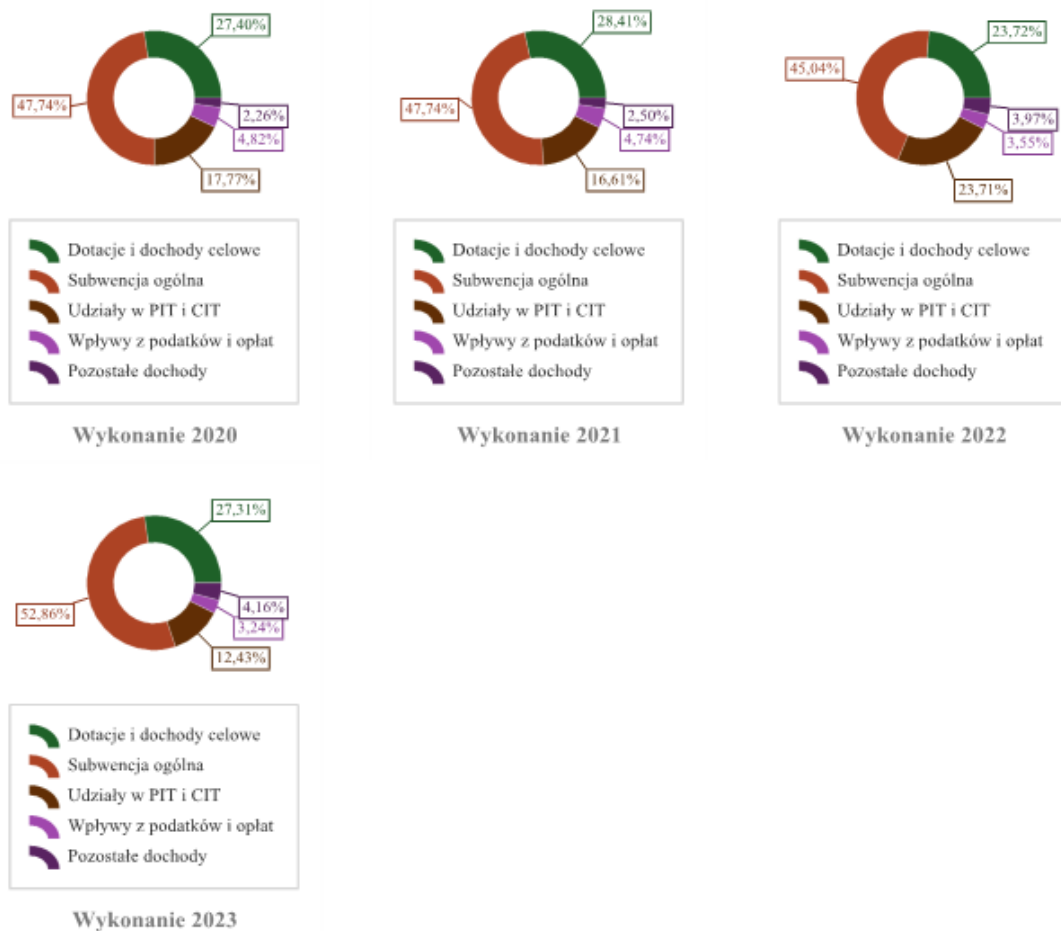 27,40%
47,74%
2,26%
4,82%
17,77%
Dotacje i dochody celowe
Subwencja ogólna
Udziały w PIT i CIT
Wpływy z podatków i opłat
Pozostałe dochody
Wykonanie 2020
28,41%
47,74%
2,50%
4,74%
16,61%
Dotacje i dochody celowe
Subwencja ogólna
Udziały w PIT i CIT
Wpływy z podatków i opłat
Pozostałe dochody
Wykonanie 2021
23,72%
45,04%
3,97%
3,55%
23,71%
Dotacje i dochody celowe
Subwencja ogólna
Udziały w PIT i CIT
Wpływy z podatków i opłat
Pozostałe dochody
Wykonanie 2022
27,31%
52,86%
4,16%
3,24%
12,43%
Dotacje i dochody celowe
Subwencja ogólna
Udziały w PIT i CIT
Wpływy z podatków i opłat
Pozostałe dochody
Wykonanie 2023